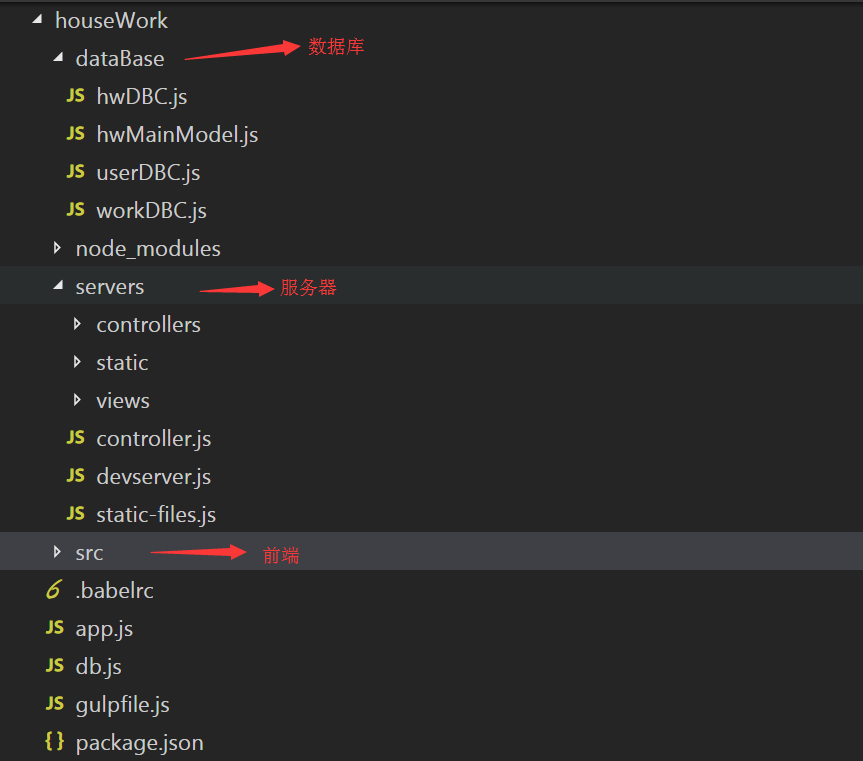 houseWork
dataBase 数据库
JS hwDBC.js
JS hwMainModel.js
JS userDBC.js
JS workDBC.js
node_modules
servers 服务器
controllers
static
views
JS controller.js
JS devserver.js
JS static-files.js
src 前端
.babelrc
JS app.js
JS db.js
JS gulpfile.js
{} package.json